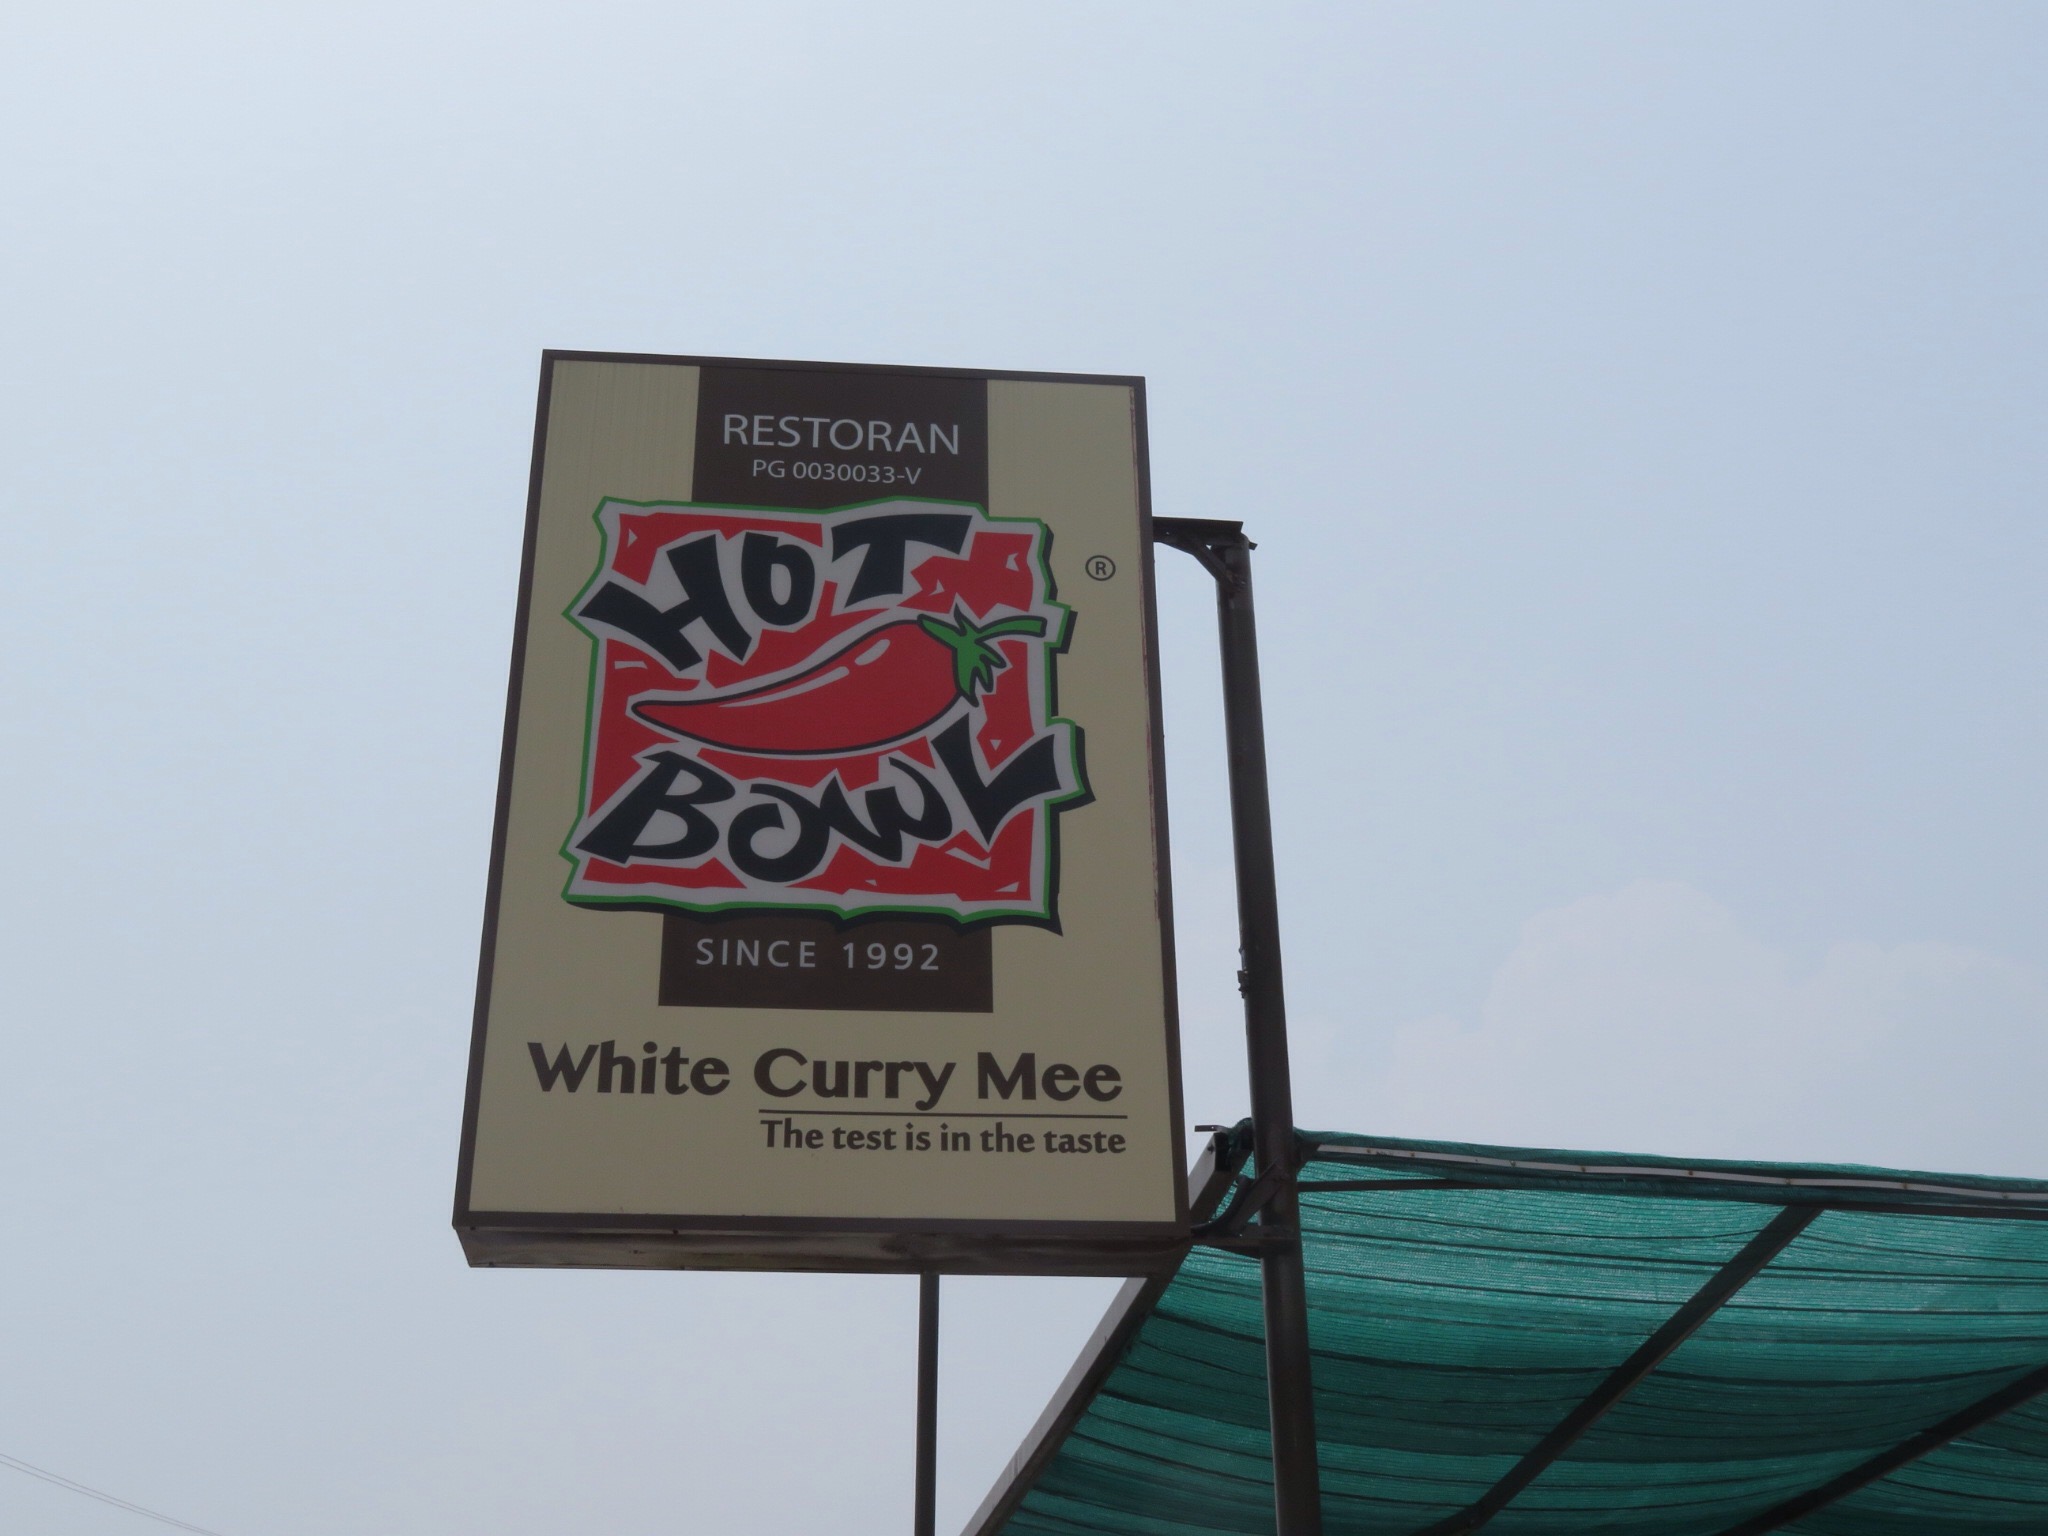 RESTORAN
PG 0030033-V
HOT
®
BOWL
SINCE 1992
White Curry Mee
The test is in the taste